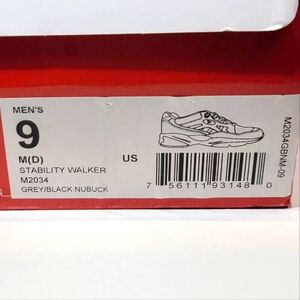 MEN'S
9
M(D)
US
STABILITY WALKER
M2034
GREY/BLACK NUBUCK
7 56111 93148 0
M2034GBNM-09